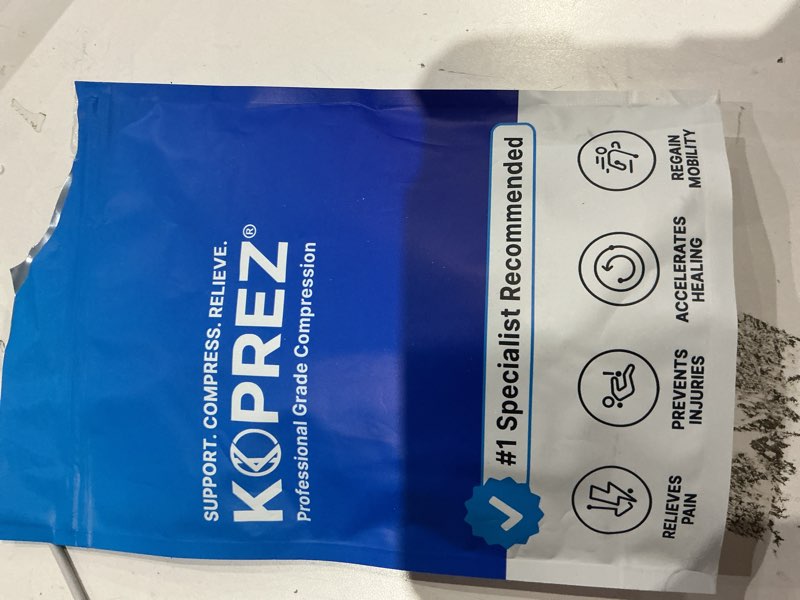 SUPPORT. COMPRESS. RELIEVE.
KOPREZ®
Professional Grade Compression
#1 Specialist Recommended
RELIEVES
PAIN
PREVENTS
INJURIES
ACCELERATES
HEALING
REGAIN
MOBILITY